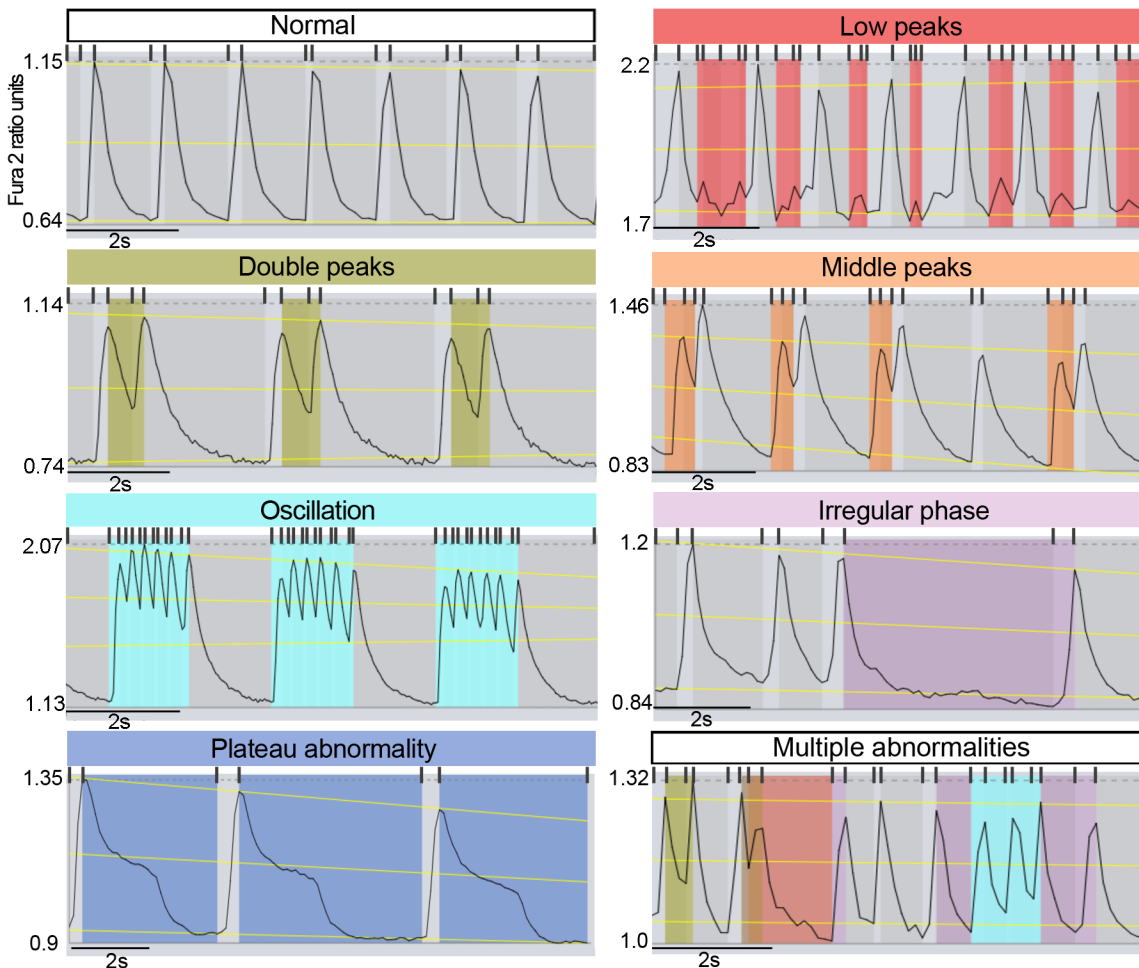 Normal
Fura 2 ratio units
1.15
0.64
2s
Low peaks
2.2
1.7
2s
Double peaks
1.14
0.74
2s
Middle peaks
1.46
0.83
2s
Oscillation
2.07
1.13
2s
Irregular phase
1.2
0.84
2s
Plateau abnormality
1.35
0.9
2s
Multiple abnormalities
1.32
1.0
2s